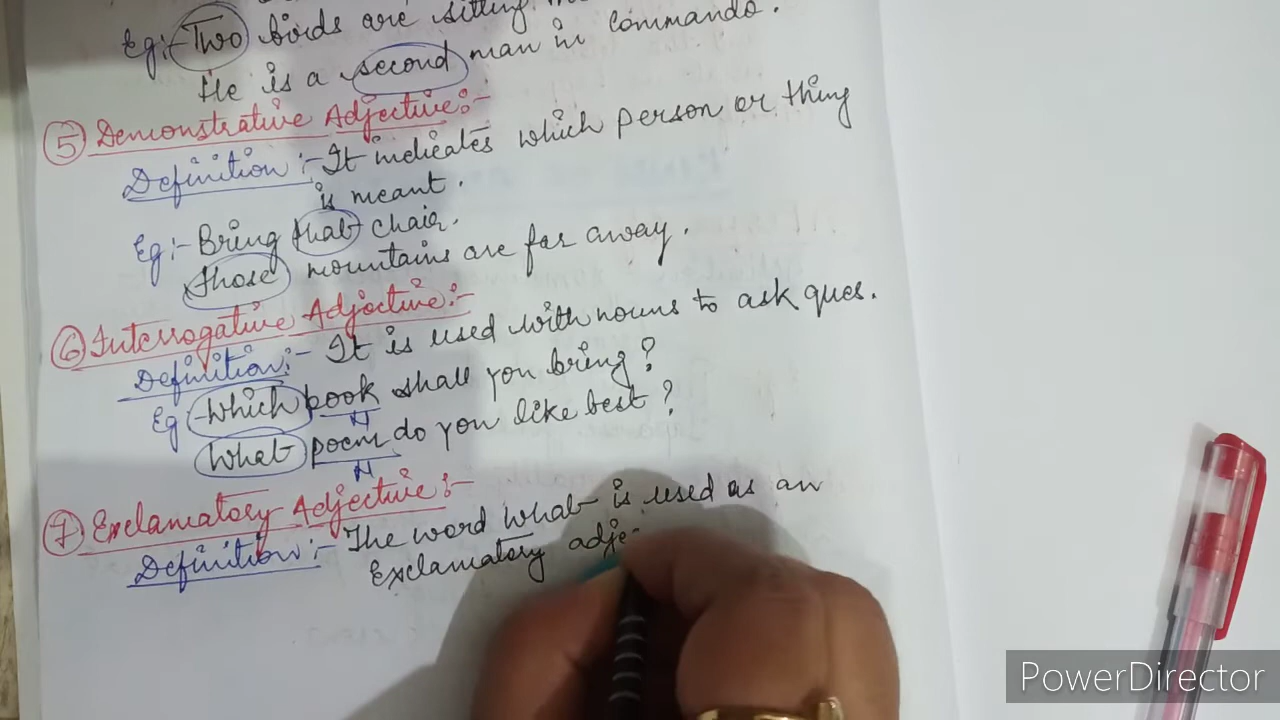 Eg:- Two birds are sitting
He is a second man in commando.
5 Demonstrative Adjective:-
Definition:- It indicates which person or thing
is meant.
Eg:- Bring that chair.
those mountains are far away.
6 Interrogative Adjective:-
Definition:- It is used with nouns to ask ques.
Eg - Which book shall you bring?
N
What poem do you like best?
N
7 Exclamatory Adjective:-
Definition:- The word what is used as an
Exclamatory adje
PowerDirector